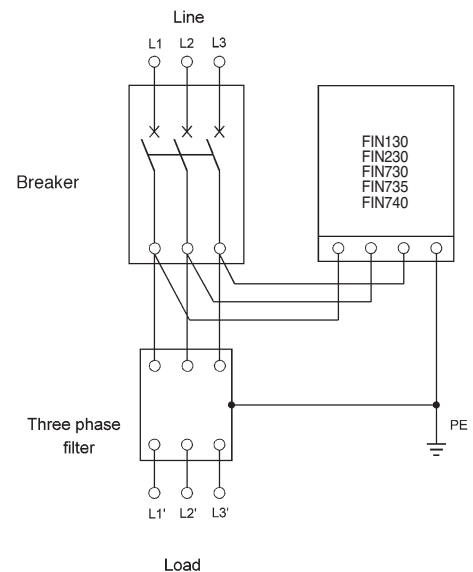 Line
L1 L2 L3
FIN130
FIN230
FIN730
FIN735
FIN740
Breaker
Three phase
filter
PE
L1' L2' L3'
Load